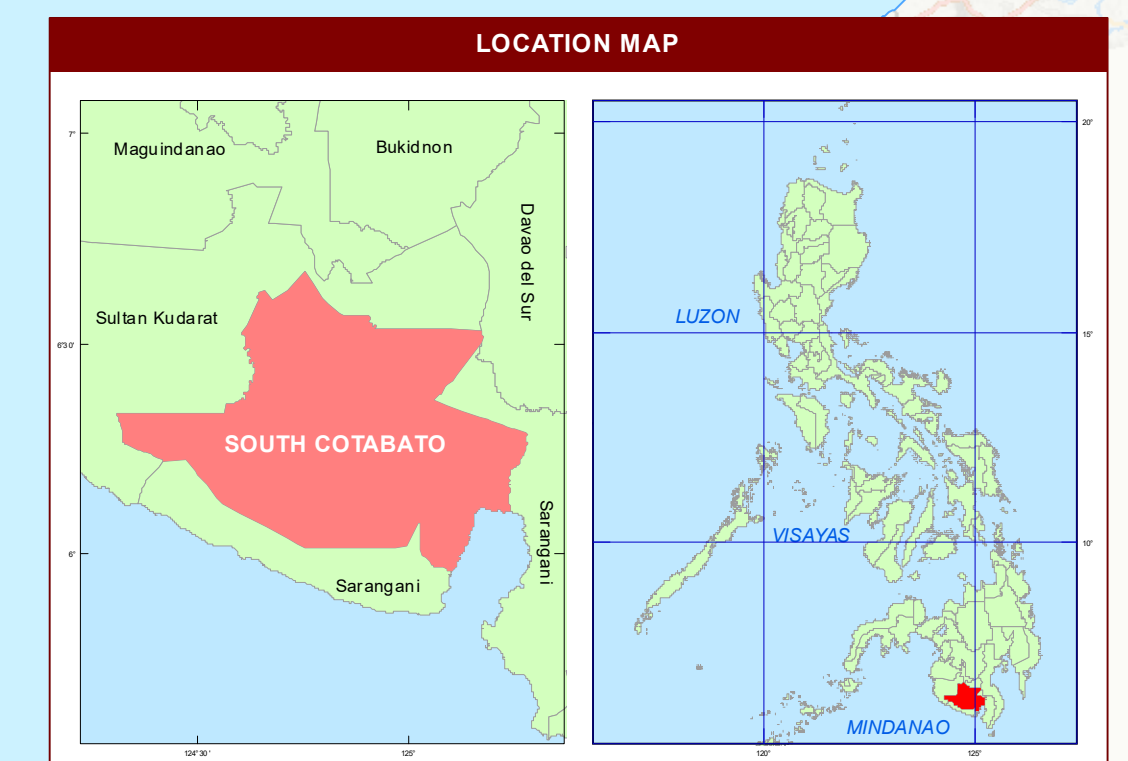 LOCATION MAP
Maguindanao
Bukidnon
Davao del Sur
Sultan Kudarat
SOUTH COTABATO
Sarangani
Sarangani
7°
6°30'
6°
124°30'
125°
LUZON
VISAYAS
MINDANAO
20°
15°
10°
120°
125°